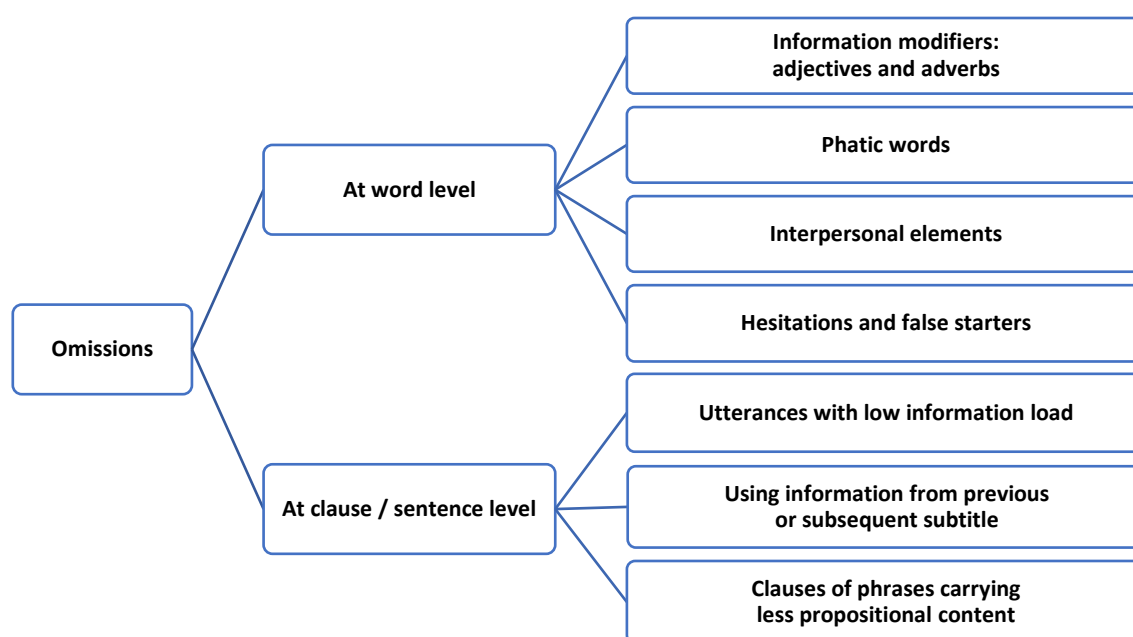 Omissions
At word level
Information modifiers:
adjectives and adverbs
Phatic words
Interpersonal elements
Hesitations and false starters
At clause / sentence level
Utterances with low information load
Using information from previous
or subsequent subtitle
Clauses of phrases carrying
less propositional content